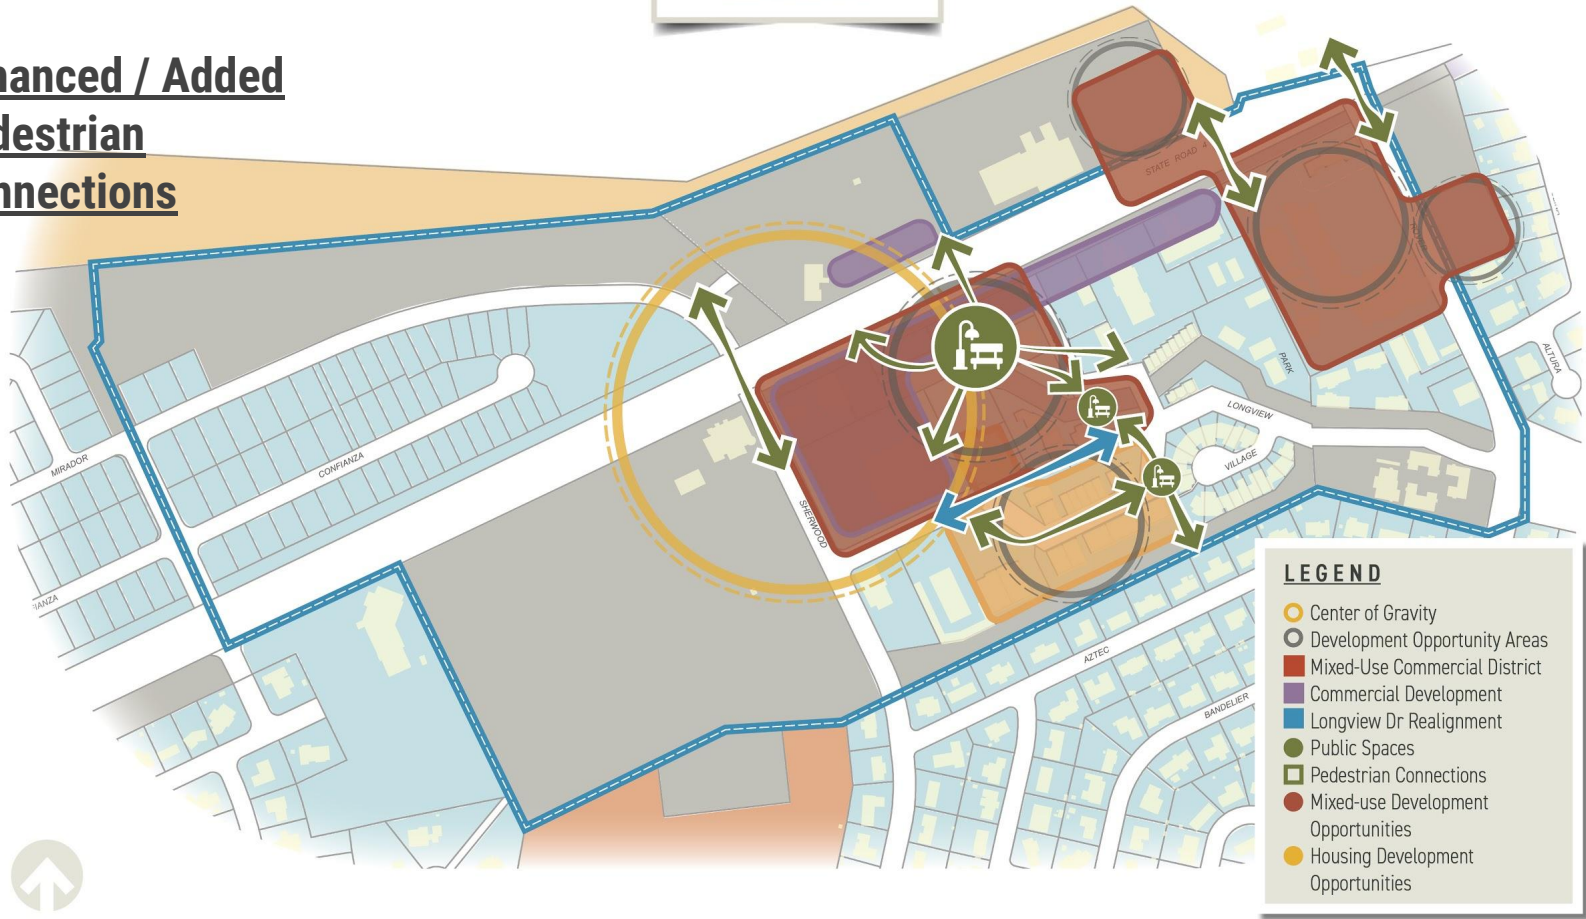 hanced / Added
destrian
nnections
STATE ROAD 4
PARK
ALTURA
LONGVIEW
VILLAGE
MIRADOR
CONFIANZA
SHERWOOD
IANZA
AZTEC
BANDELIER
LEGEND
Center of Gravity
Development Opportunity Areas
Mixed-Use Commercial District
Commercial Development
Longview Dr Realignment
Public Spaces
Pedestrian Connections
Mixed-use Development
Opportunities
Housing Development
Opportunities